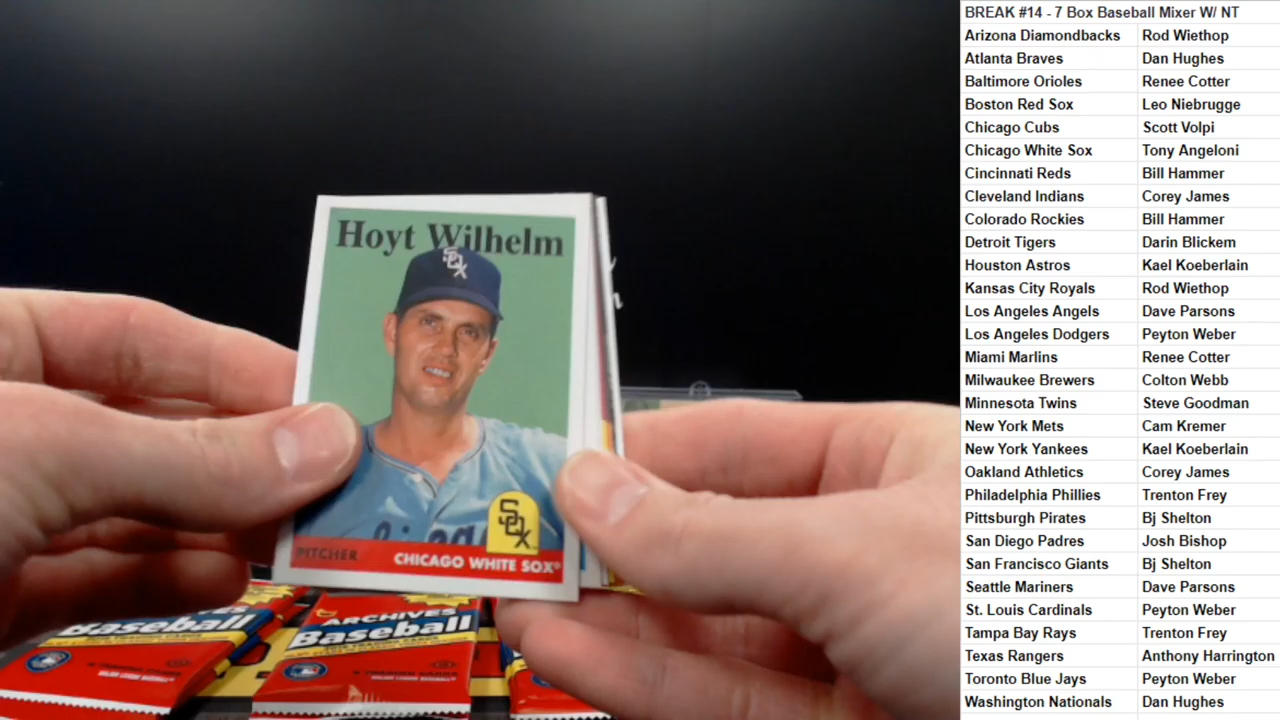 Hoyt Wilhelm
SOX
SOX
PITCHER
CHICAGO WHITE SOX
ARCHIVES
Baseball
Baseball
BREAK #14 - 7 Box Baseball Mixer W/ NT
Arizona Diamondbacks Rod Wiethop
Atlanta Braves Dan Hughes
Baltimore Orioles Renee Cotter
Boston Red Sox Leo Niebrugge
Chicago Cubs Scott Volpi
Chicago White Sox Tony Angeloni
Cincinnati Reds Bill Hammer
Cleveland Indians Corey James
Colorado Rockies Bill Hammer
Detroit Tigers Darin Blickem
Houston Astros Kael Koeberlain
Kansas City Royals Rod Wiethop
Los Angeles Angels Dave Parsons
Los Angeles Dodgers Peyton Weber
Miami Marlins Renee Cotter
Milwaukee Brewers Colton Webb
Minnesota Twins Steve Goodman
New York Mets Cam Kremer
New York Yankees Kael Koeberlain
Oakland Athletics Corey James
Philadelphia Phillies Trenton Frey
Pittsburgh Pirates Bj Shelton
San Diego Padres Josh Bishop
San Francisco Giants Bj Shelton
Seattle Mariners Dave Parsons
St. Louis Cardinals Peyton Weber
Tampa Bay Rays Trenton Frey
Texas Rangers Anthony Harrington
Toronto Blue Jays Peyton Weber
Washington Nationals Dan Hughes